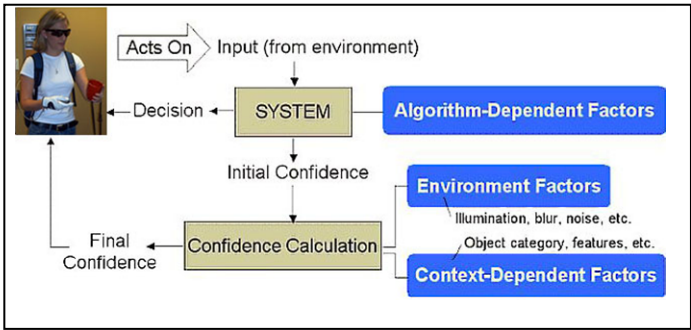 Acts On
Input (from environment)
Decision
SYSTEM
Algorithm-Dependent Factors
Initial Confidence
Environment Factors
Illumination, blur, noise, etc.
Object category, features, etc.
Final
Confidence
Confidence Calculation
Context-Dependent Factors